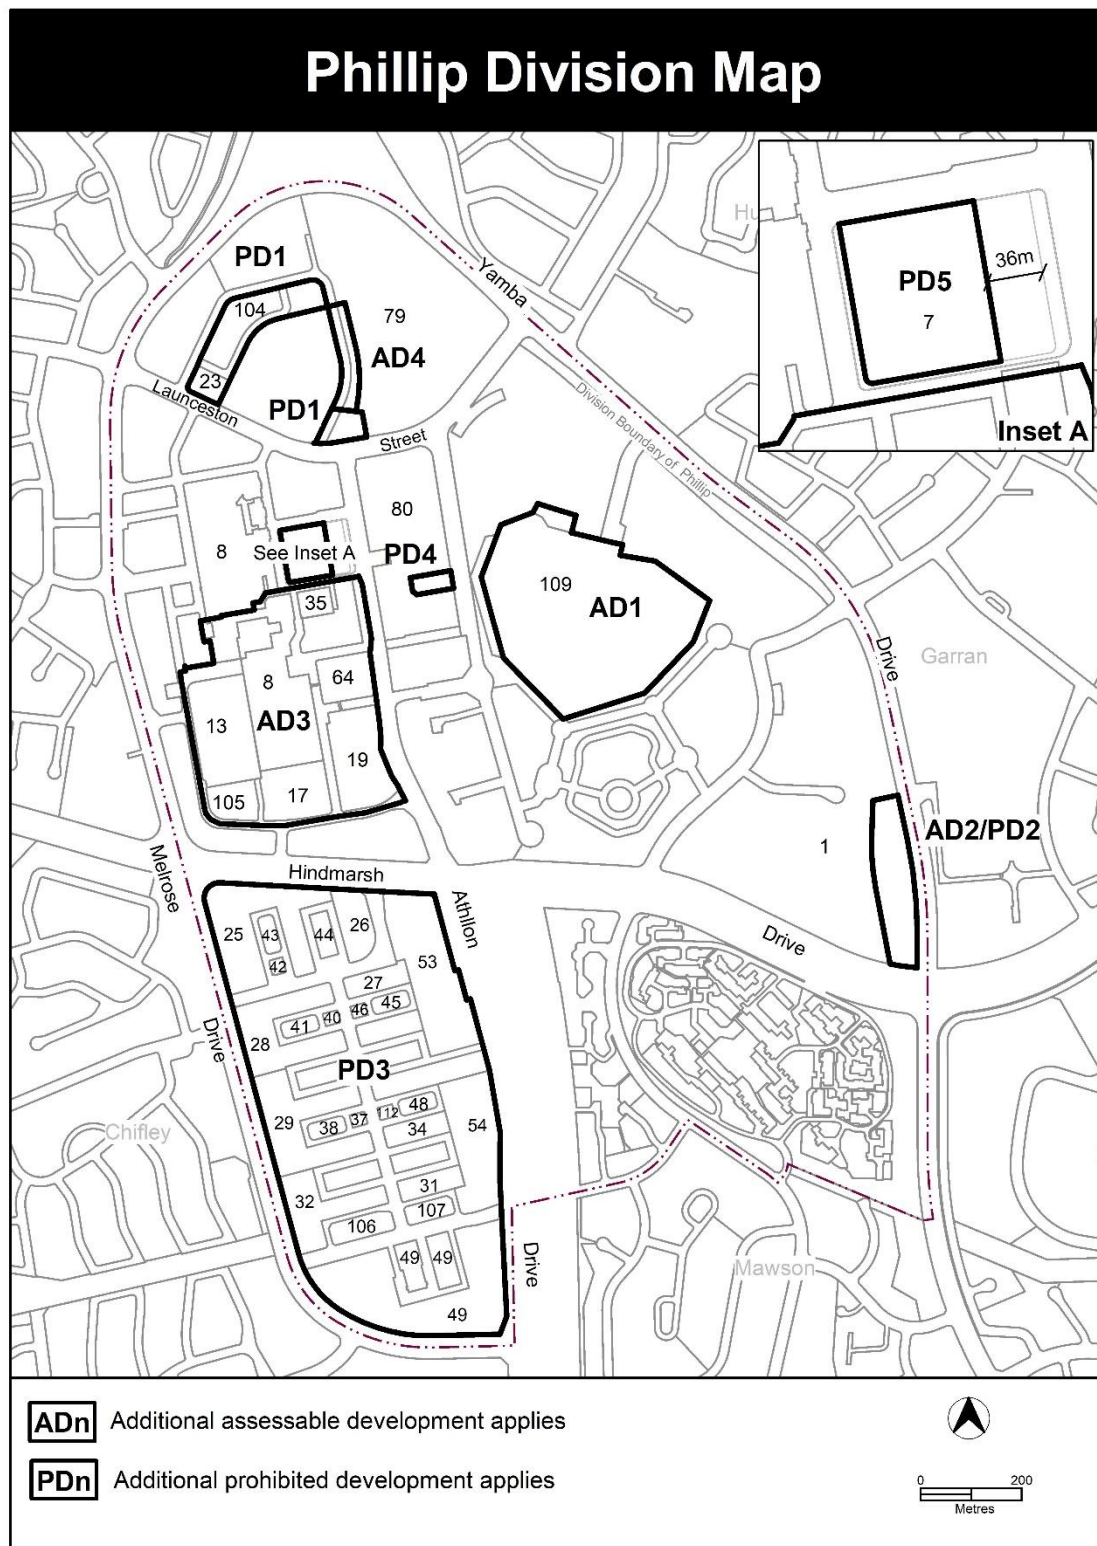 Phillip Division Map
Hu
PD1
Yamba
104
79
AD4
23
Launceston
PD1
Street
Division Boundary of Phillip
PD5
7
36m
Inset A
80
8
See Inset A
PD4
35
109
AD1
8
64
Drive
Garran
13
AD3
19
105
17
AD2/PD2
1
Melrose
Hindmarsh
Athllon
25
43
44
26
42
53
Drive
27
46
45
40
41
28
Drive
PD3
29
38
37
112
48
34
54
Chifley
31
32
107
106
49
49
Drive
Mawson
49
ADn Additional assessable development applies
PDn Additional prohibited development applies
0 200
Metres